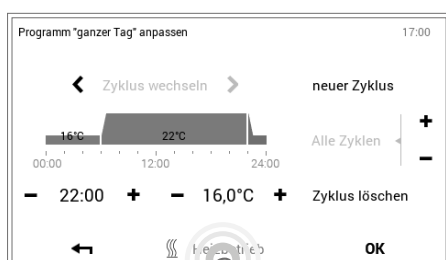 Programm "ganzer Tag" anpassen 17:00
Zyklus wechseln neuer Zyklus
16°C 22°C Alle Zyklen + −
00:00 12:00 24:00
− 22:00 + − 16,0°C + Zyklus löschen
Heizbetrieb OK